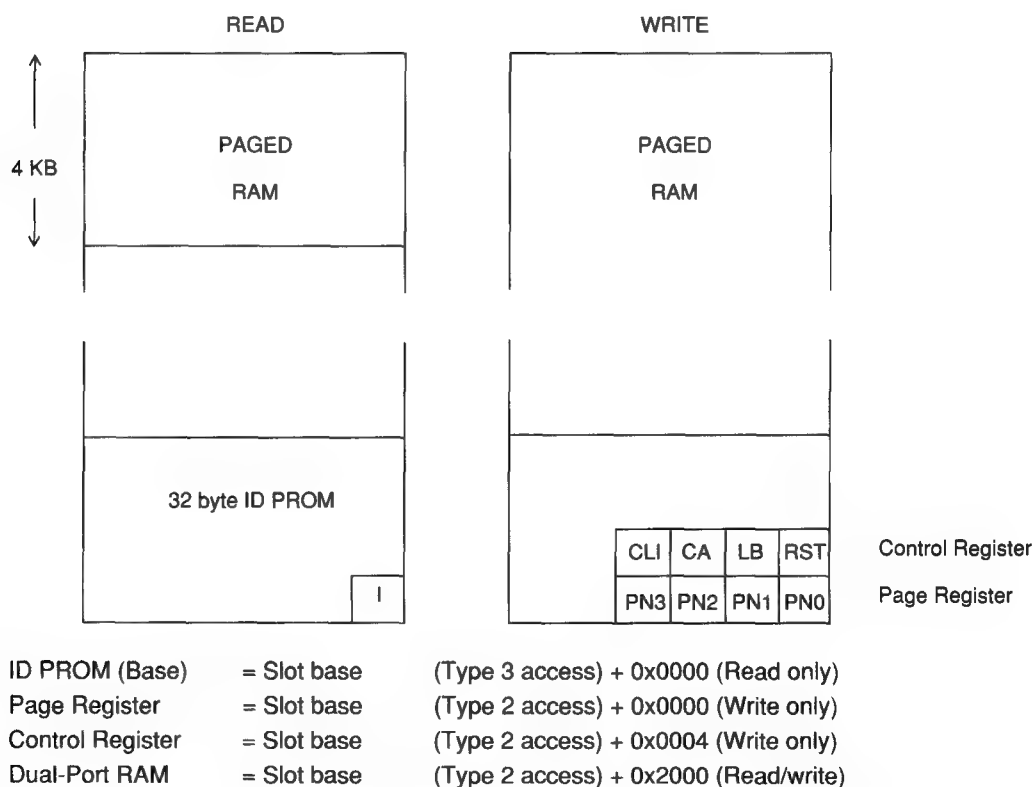 READ WRITE
4 KB
PAGED PAGED
RAM RAM
32 byte ID PROM
I
CLI CA LB RST Control Register
PN3 PN2 PN1 PN0 Page Register
ID PROM (Base) = Slot base (Type 3 access) + 0x0000 (Read only)
Page Register = Slot base (Type 2 access) + 0x0000 (Write only)
Control Register = Slot base (Type 2 access) + 0x0004 (Write only)
Dual-Port RAM = Slot base (Type 2 access) + 0x2000 (Read/write)